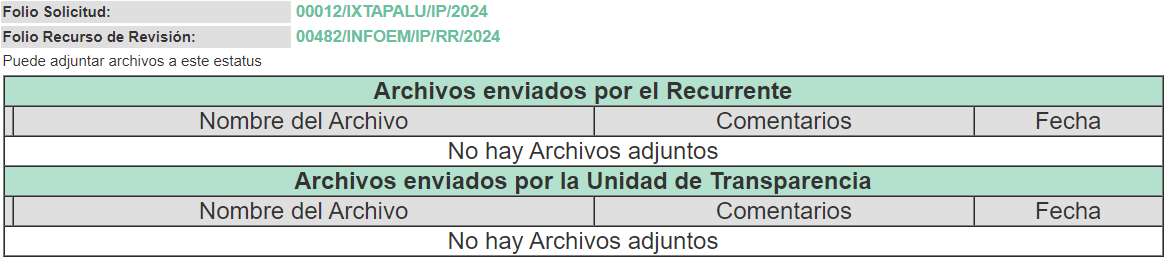 Folio Solicitud: 00012/IXTAPALU/IP/2024
Folio Recurso de Revisión: 00482/INFOEM/IP/RR/2024
Puede adjuntar archivos a este estatus
Archivos enviados por el Recurrente
Nombre del Archivo Comentarios Fecha
No hay Archivos adjuntos
Archivos enviados por la Unidad de Transparencia
Nombre del Archivo Comentarios Fecha
No hay Archivos adjuntos